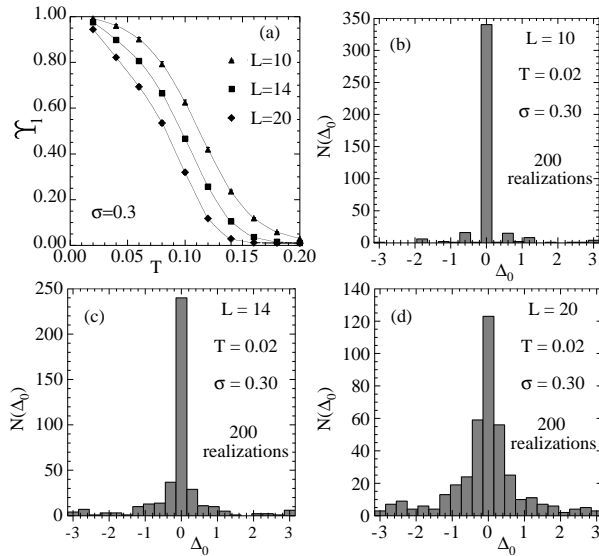 1.00
0.80
0.60
0.40
0.20
0.00
ϒ₁
(a)
L=10
L=14
L=20
σ=0.3
0.00 0.05 0.10 0.15 0.20
T
350
300
250
200
150
100
50
0
N(Δ₀)
(b)
L = 10
T = 0.02
σ = 0.30
200
realizations
-3 -2 -1 0 1 2 3
Δ₀
250
200
150
100
50
0
N(Δ₀)
(c)
L = 14
T = 0.02
σ = 0.30
200
realizations
-3 -2 -1 0 1 2 3
Δ₀
140
120
100
80
60
40
20
0
N(Δ₀)
(d)
L = 20
T = 0.02
σ = 0.30
200
realizations
-3 -2 -1 0 1 2 3
Δ₀